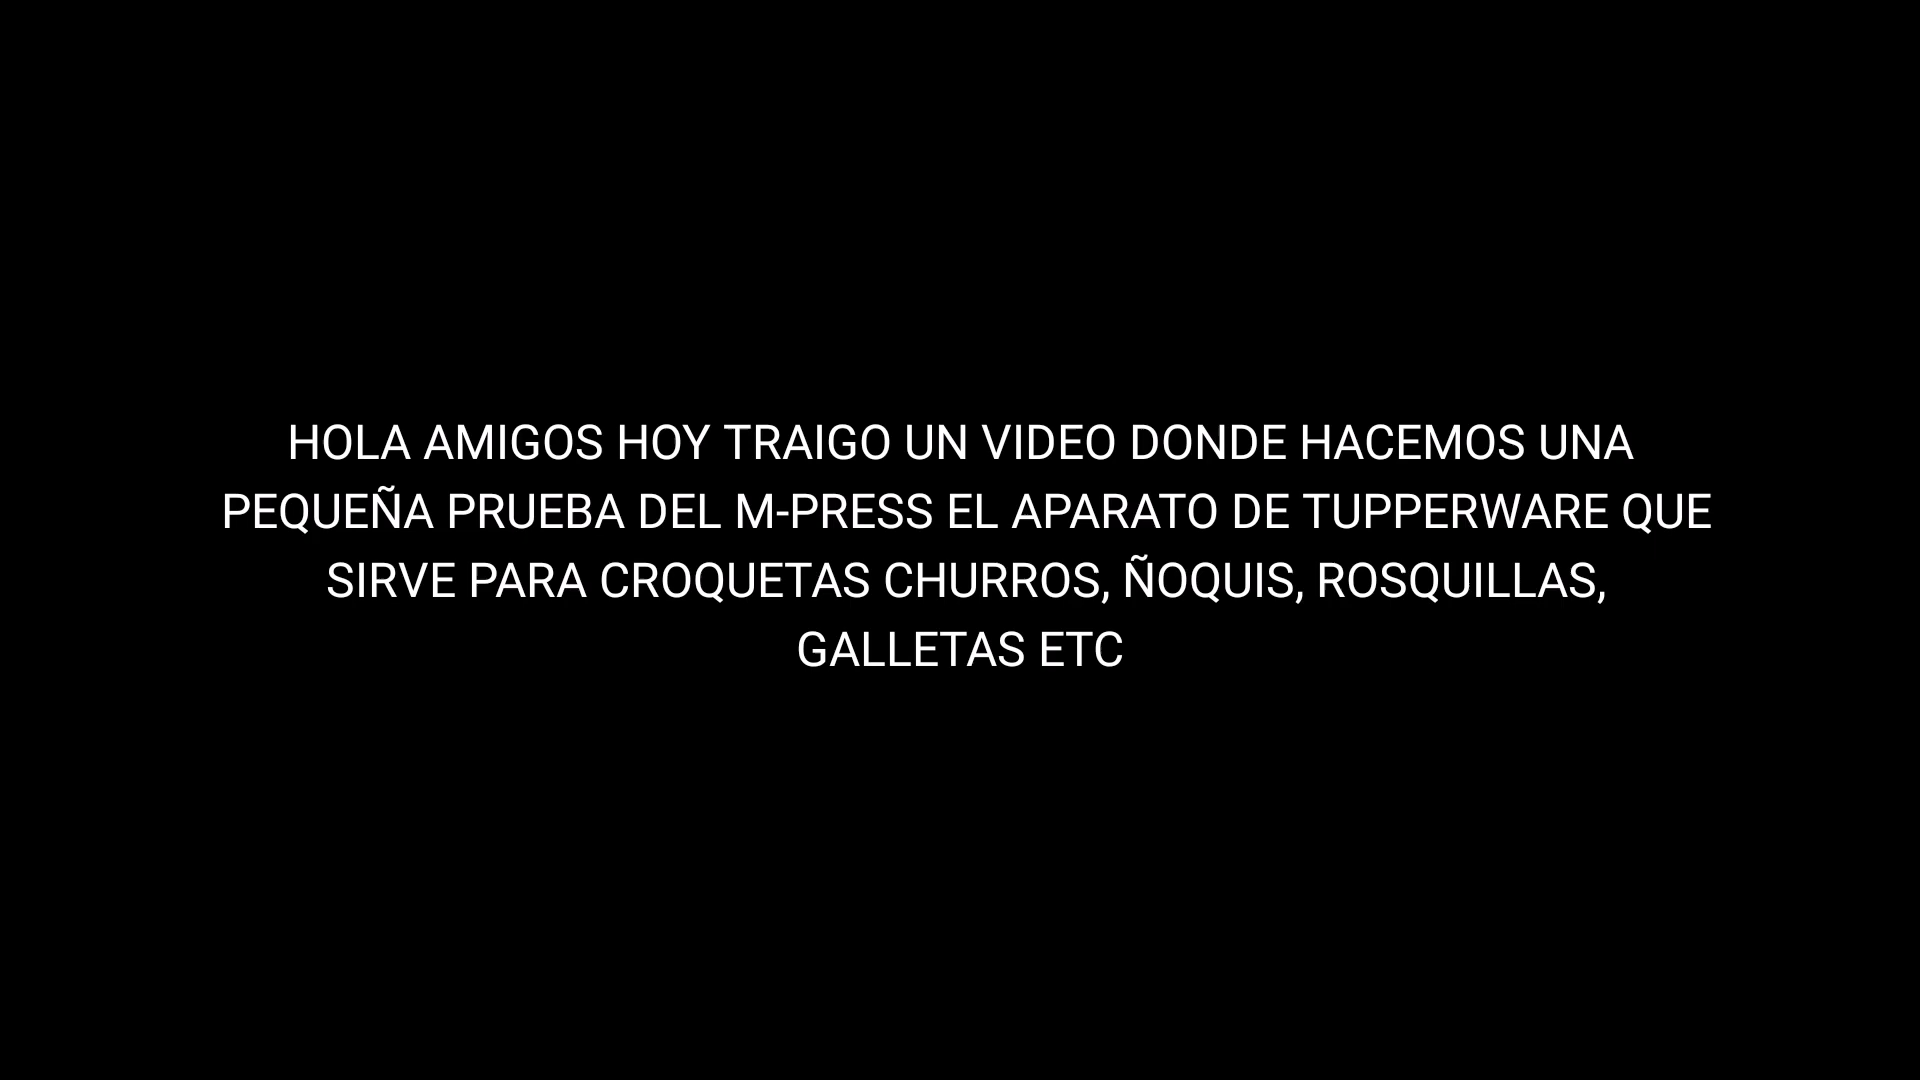 HOLA AMIGOS HOY TRAIGO UN VIDEO DONDE HACEMOS UNA
PEQUEÑA PRUEBA DEL M-PRESS EL APARATO DE TUPPERWARE QUE
SIRVE PARA CROQUETAS CHURROS, ÑOQUIS, ROSQUILLAS,
GALLETAS ETC